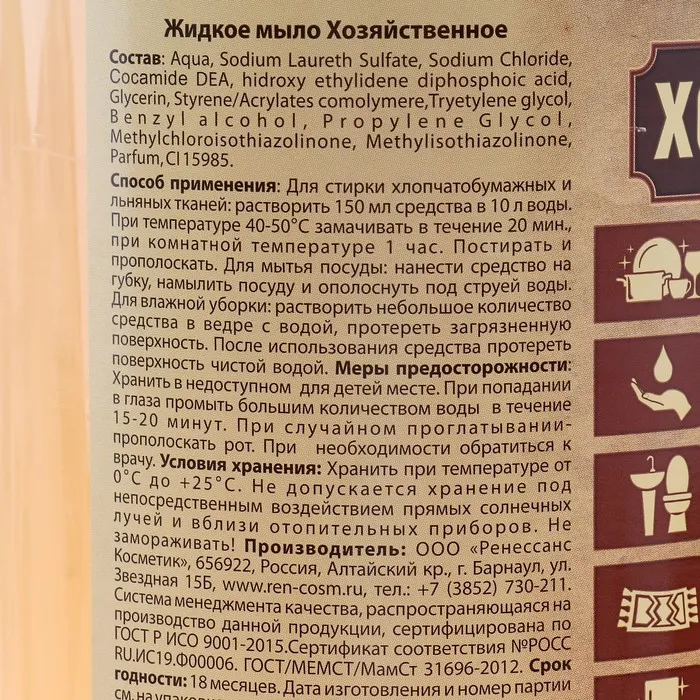 Жидкое мыло Хозяйственное
Состав: Aqua, Sodium Laureth Sulfate, Sodium Chloride,
Cocamide DEA, hidroxy ethylidene diphosphoic acid,
Glycerin, Styrene/Acrylates comolymere,Tryetylene glycol,
Benzyl alcohol, Propylene Glycol,
Methylchloroisothiazolinone, Methylisothiazolinone,
Parfum, CI 15985.
Способ применения: Для стирки хлопчатобумажных и
льняных тканей: растворить 150 мл средства в 10 л воды.
При температуре 40-50°С замачивать в течение 20 мин.,
при комнатной температуре 1 час. Постирать и
прополоскать. Для мытья посуды: нанести средство на
губку, намылить посуду и ополоснуть под струей воды.
Для влажной уборки: растворить небольшое количество
средства в ведре с водой, протереть загрязненную
поверхность. После использования средства протереть
поверхность чистой водой. Меры предосторожности:
Хранить в недоступном для детей месте. При попадании
в глаза промыть большим количеством воды в течение
15-20 минут. При случайном проглатывании-
прополоскать рот. При необходимости обратиться к
врачу. Условия хранения: Хранить при температуре от
0°С до +25°С. Не допускается хранение под
непосредственным воздействием прямых солнечных
лучей и вблизи отопительных приборов. Не
замораживать! Производитель: ООО «Ренессанс
Косметик», 656922, Россия, Алтайский кр., г. Барнаул, ул.
Звездная 15Б, www.ren-cosm.ru, тел.: +7 (3852) 730-211.
Система менеджмента качества, распространяющаяся на
производство данной продукции, сертифицирована по
ГОСТ Р ИСО 9001-2015.Сертификат соответствия №РОСС
RU.ИС19.Ф00006. ГОСТ/МЕМСТ/МамСт 31696-2012. Срок
годности: 18 месяцев. Дата изготовления и номер партии
см. на
Х